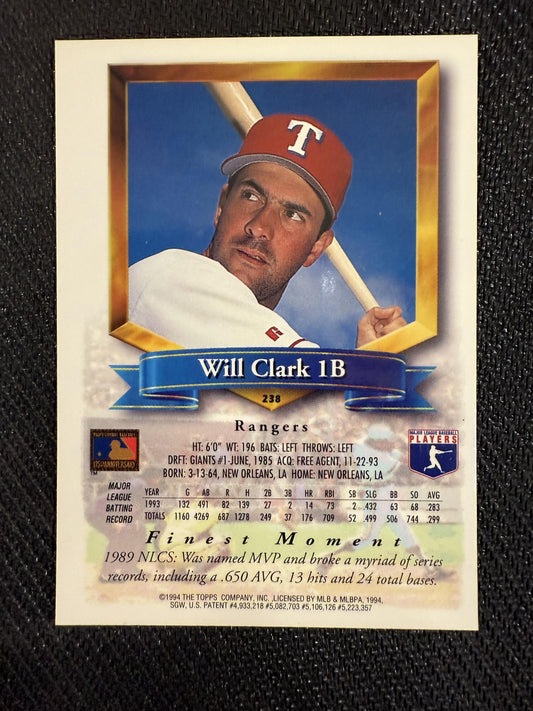 T
Will Clark 1B
238
Rangers
HT: 6'0" WT: 196 BATS: LEFT THROWS: LEFT
DRFT: GIANTS #1-JUNE, 1985 ACQ: FREE AGENT, 11-22-93
BORN: 3-13-64, NEW ORLEANS, LA HOME: NEW ORLEANS, LA
125 ANNIVERSARY
MAJOR LEAGUE BASEBALL
PLAYERS
MAJOR LEAGUE BATTING RECORD
YEAR G AB R H 2B 3B HR RBI SB SLG BB SO AVG
1993 132 491 82 139 27 2 14 73 2 .432 63 68 .283
TOTALS 1160 4269 687 1278 249 37 176 709 52 .499 506 744 .299
Finest Moment
1989 NLCS: Was named MVP and broke a myriad of series
records, including a .650 AVG, 13 hits and 24 total bases.
©1994 THE TOPPS COMPANY, INC. .LICENSED BY MLB & MLBPA, 1994.
SGW, U.S. PATENT #4,933,218 #5,082,703 #5,106,126 #5,223,357